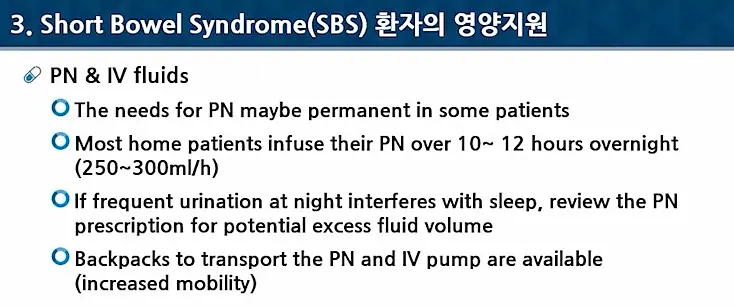 3. Short Bowel Syndrome(SBS) 환자의 영양지원
PN & IV fluids
The needs for PN maybe permanent in some patients
Most home patients infuse their PN over 10~ 12 hours overnight
(250~300ml/h)
If frequent urination at night interferes with sleep, review the PN
prescription for potential excess fluid volume
Backpacks to transport the PN and IV pump are available
(increased mobility)